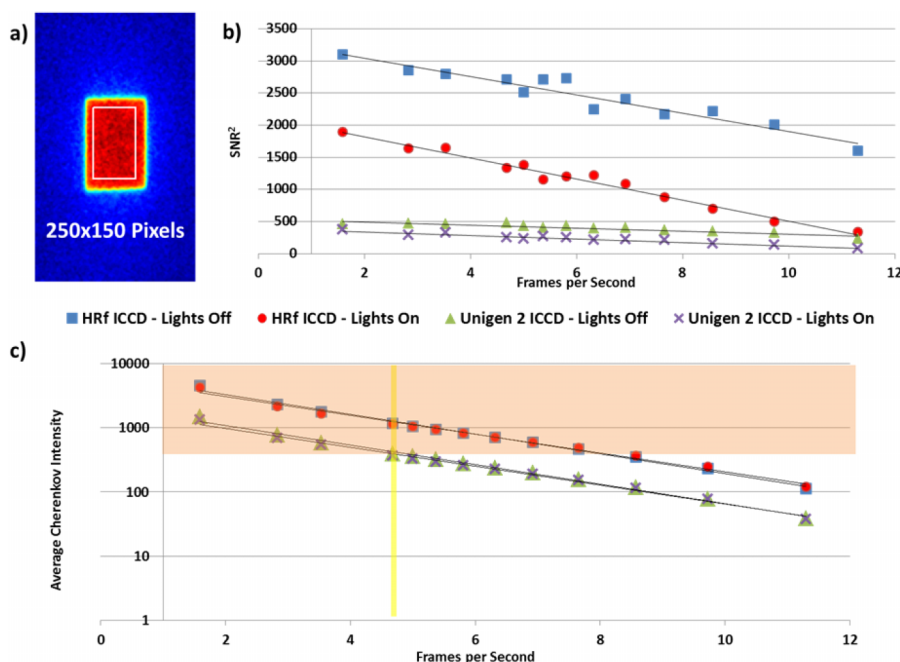 a)
250x150 Pixels
b)
SNR²
3500
3000
2500
2000
1500
1000
500
0
0 2 4 6 8 10 12
Frames per Second
HRf ICCD - Lights Off HRf ICCD - Lights On Unigen 2 ICCD - Lights Off Unigen 2 ICCD - Lights On
c)
Average Cherenkov Intensity
10000
1000
100
10
1
0 2 4 6 8 10 12
Frames per Second